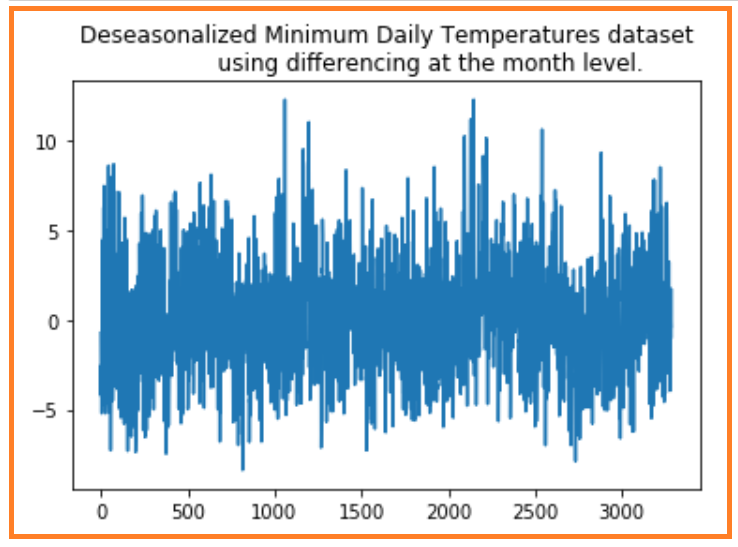 Deseasonalized Minimum Daily Temperatures dataset
using differencing at the month level.
10
5
0
−5
0 500 1000 1500 2000 2500 3000